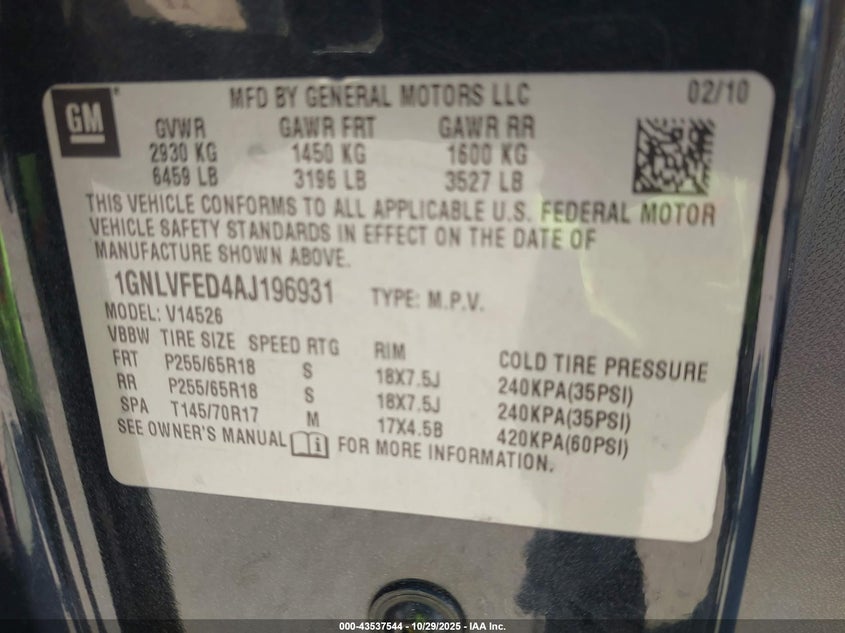 GM MFD BY GENERAL MOTORS LLC 02/10
GVWR GAWR FRT GAWR RR
2930 KG 1450 KG 1600 KG
6459 LB 3196 LB 3527 LB
THIS VEHICLE CONFORMS TO ALL APPLICABLE U.S. FEDERAL MOTOR
VEHICLE SAFETY STANDARDS IN EFFECT ON THE DATE OF
MANUFACTURE SHOWN ABOVE.
1GNLVFED4AJ196931 TYPE: M.P.V.
MODEL: V14526
VBBW TIRE SIZE SPEED RTG RIM COLD TIRE PRESSURE
FRT P255/65R18 S 18X7.5J 240KPA(35PSI)
RR P255/65R18 S 18X7.5J 240KPA(35PSI)
SPA T145/70R17 M 17X4.5B 420KPA(60PSI)
SEE OWNER'S MANUAL FOR MORE INFORMATION.
000-43537544 - 10/29/2025 - IAA Inc.